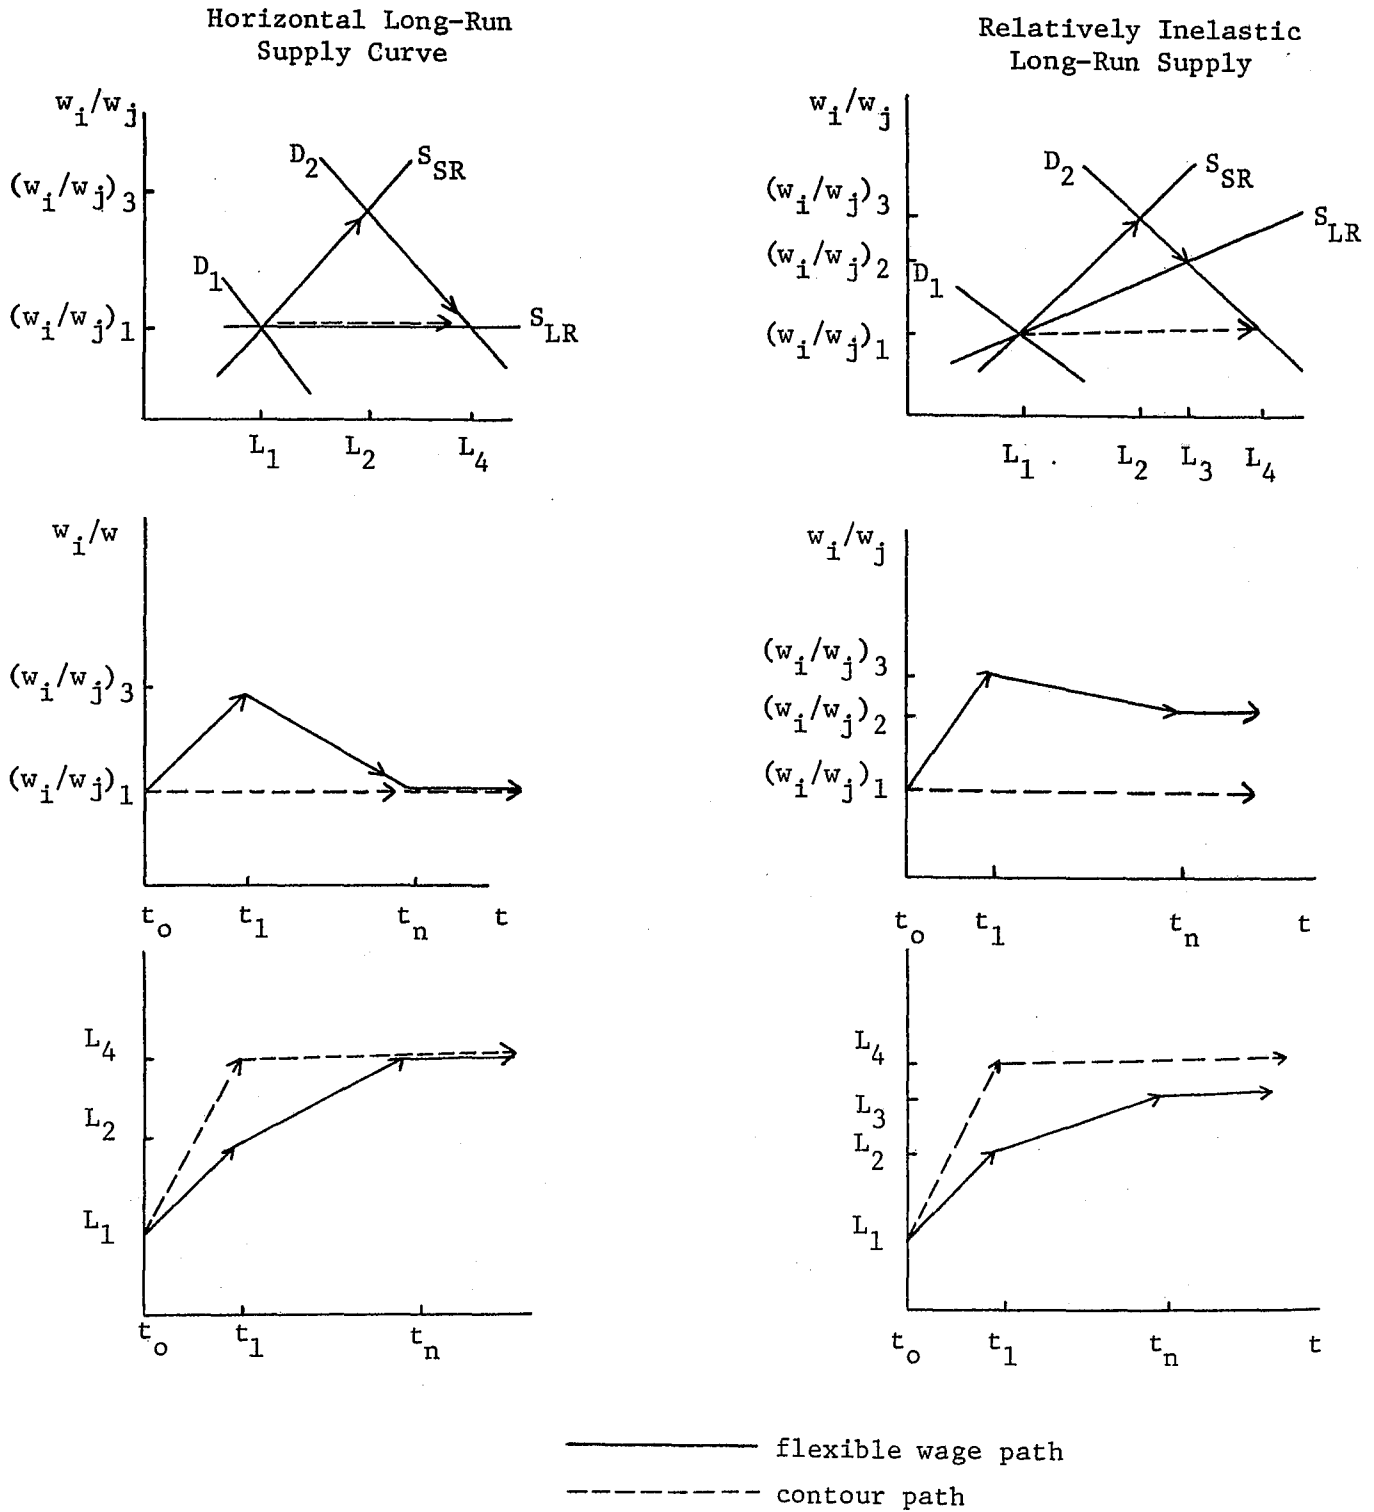 Horizontal Long-Run
Supply Curve
w_i/w_j
(w_i/w_j)_3
(w_i/w_j)_1
D_2
S_SR
D_1
S_LR
L_1
L_2
L_4
Relatively Inelastic
Long-Run Supply
w_i/w_j
(w_i/w_j)_3
(w_i/w_j)_2
(w_i/w_j)_1
D_2
S_SR
S_LR
D_1
L_1
L_2
L_3
L_4
w_i/w
(w_i/w_j)_3
(w_i/w_j)_1
t_o
t_1
t_n
t
w_i/w_j
(w_i/w_j)_3
(w_i/w_j)_2
(w_i/w_j)_1
t_o
t_1
t_n
t
L_4
L_2
L_1
t_o
t_1
t_n
L_4
L_3
L_2
L_1
t_o
t_1
t_n
t
flexible wage path
contour path